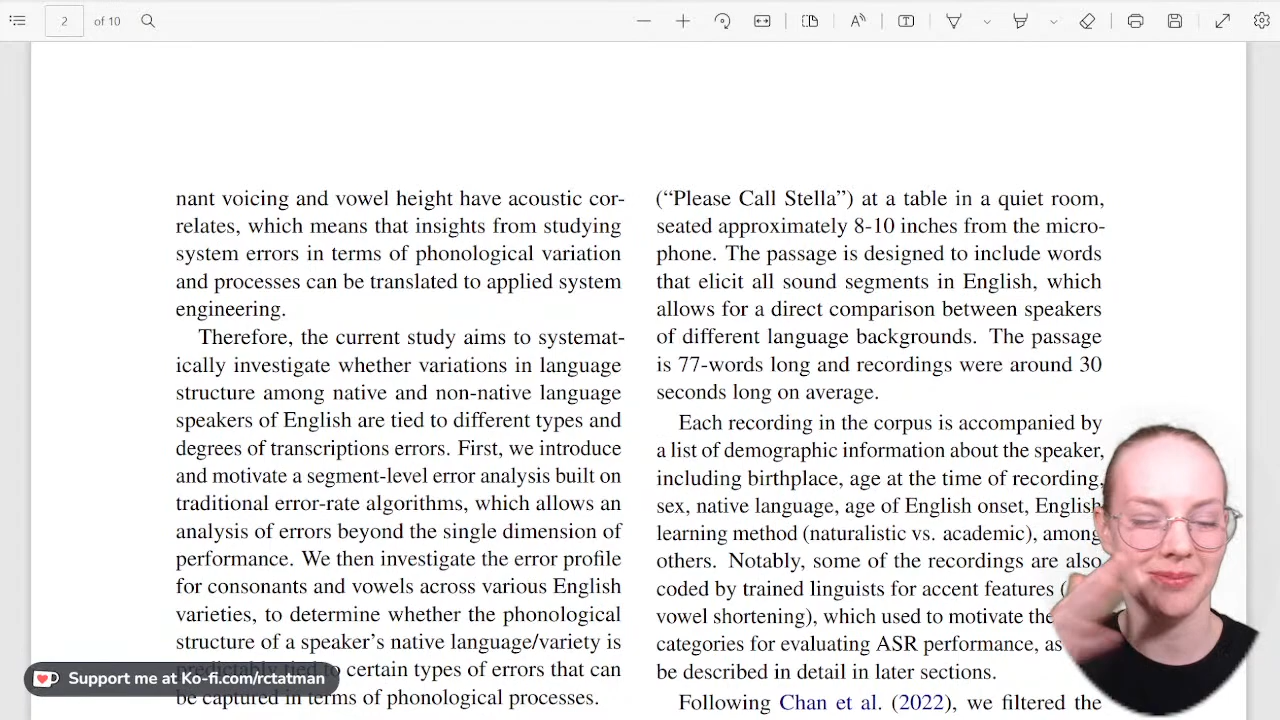 2
of 10
nant voicing and vowel height have acoustic cor-
relates, which means that insights from studying
system errors in terms of phonological variation
and processes can be translated to applied system
engineering.
Therefore, the current study aims to systemat-
ically investigate whether variations in language
structure among native and non-native language
speakers of English are tied to different types and
degrees of transcriptions errors. First, we introduce
and motivate a segment-level error analysis built on
traditional error-rate algorithms, which allows an
analysis of errors beyond the single dimension of
performance. We then investigate the error profile
for consonants and vowels across various English
varieties, to determine whether the phonological
structure of a speaker's native language/variety is
predictably tied to certain types of errors that can
be captured in terms of phonological processes.
(“Please Call Stella”) at a table in a quiet room,
seated approximately 8-10 inches from the micro-
phone. The passage is designed to include words
that elicit all sound segments in English, which
allows for a direct comparison between speakers
of different language backgrounds. The passage
is 77-words long and recordings were around 30
seconds long on average.
Each recording in the corpus is accompanied by
a list of demographic information about the speaker,
including birthplace, age at the time of recording,
sex, native language, age of English onset, English
learning method (naturalistic vs. academic), among
others. Notably, some of the recordings are also
coded by trained linguists for accent features (
vowel shortening), which used to motivate the
categories for evaluating ASR performance, as
be described in detail in later sections.
Following Chan et al. (2022), we filtered the
Support me at Ko-fi.com/rctatman